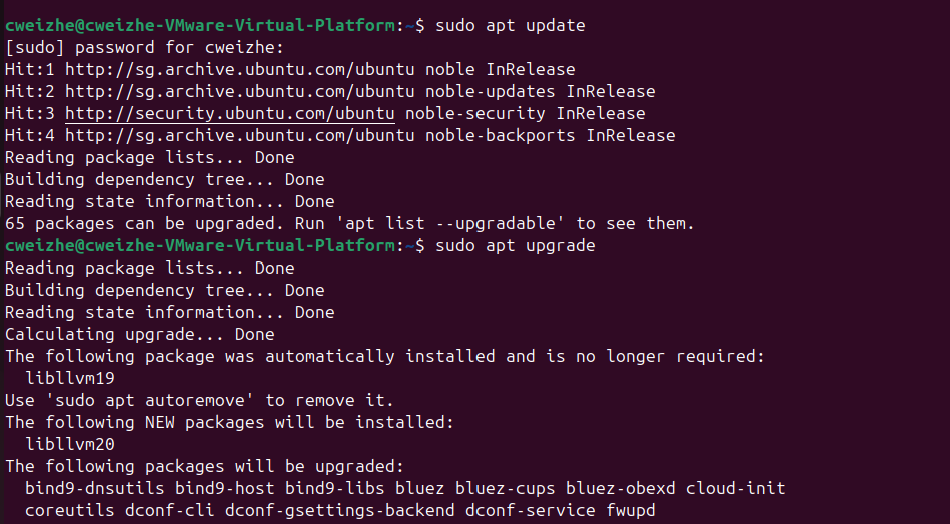 cweizhe@cweizhe-VMware-Virtual-Platform:~$ sudo apt update
[sudo] password for cweizhe:
Hit:1 http://sg.archive.ubuntu.com/ubuntu noble InRelease
Hit:2 http://sg.archive.ubuntu.com/ubuntu noble-updates InRelease
Hit:3 http://security.ubuntu.com/ubuntu noble-security InRelease
Hit:4 http://sg.archive.ubuntu.com/ubuntu noble-backports InRelease
Reading package lists... Done
Building dependency tree... Done
Reading state information... Done
65 packages can be upgraded. Run 'apt list --upgradable' to see them.
cweizhe@cweizhe-VMware-Virtual-Platform:~$ sudo apt upgrade
Reading package lists... Done
Building dependency tree... Done
Reading state information... Done
Calculating upgrade... Done
The following package was automatically installed and is no longer required:
  libllvm19
Use 'sudo apt autoremove' to remove it.
The following NEW packages will be installed:
  libllvm20
The following packages will be upgraded:
  bind9-dnsutils bind9-host bind9-libs bluez bluez-cups bluez-obexd cloud-init
  coreutils dconf-cli dconf-gsettings-backend dconf-service fwupd